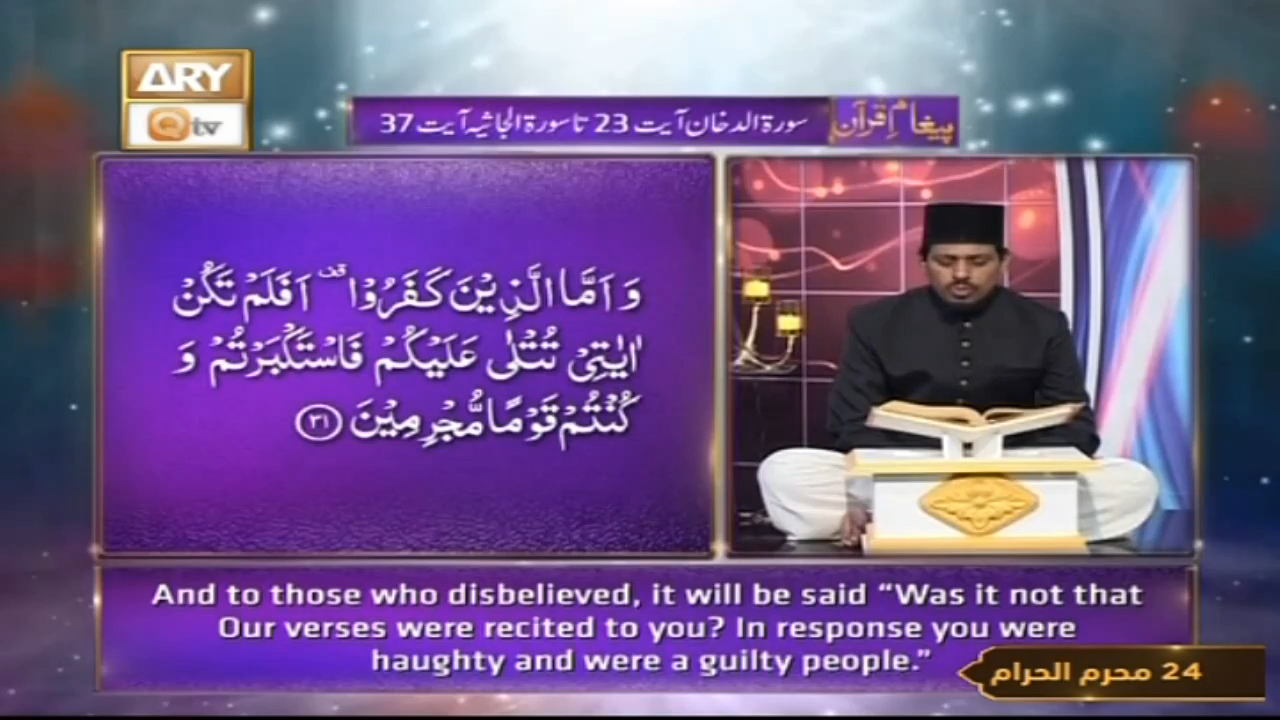 ARY
Qtv
پیغامِ قرآن
سورۃ الدخان آیت 23 تا سورۃ الجاثیہ آیت 37
وَ اَمَّا الَّذِیْنَ كَفَرُوْا ۫ اَفَلَمْ تَكُنْ
اٰیٰتِیْ تُتْلٰى عَلَیْكُمْ فَاسْتَكْبَرْتُمْ وَ
كُنْتُمْ قَوْمًا مُّجْرِمِیْنَ ﴿۳۱﴾
And to those who disbelieved, it will be said “Was it not that
Our verses were recited to you? In response you were
haughty and were a guilty people.”
24 محرم الحرام